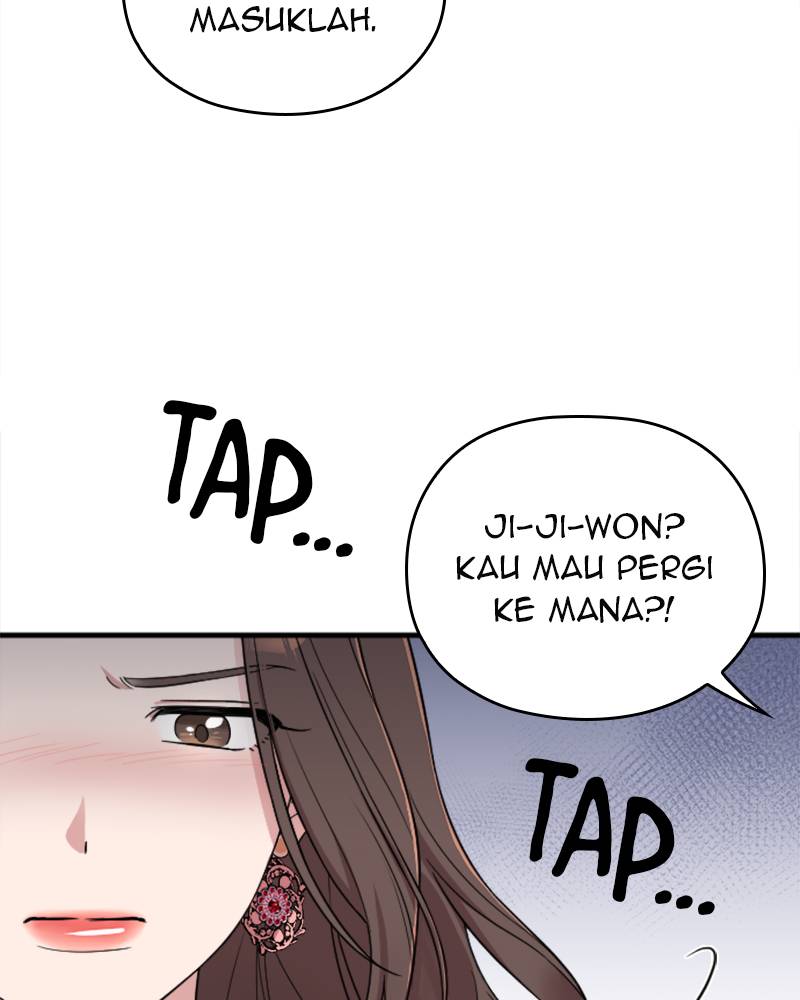 MASUKLAH.
TAP...
JI-JI-WON?
KAU MAU PERGI
KE MANA?!
TAP...